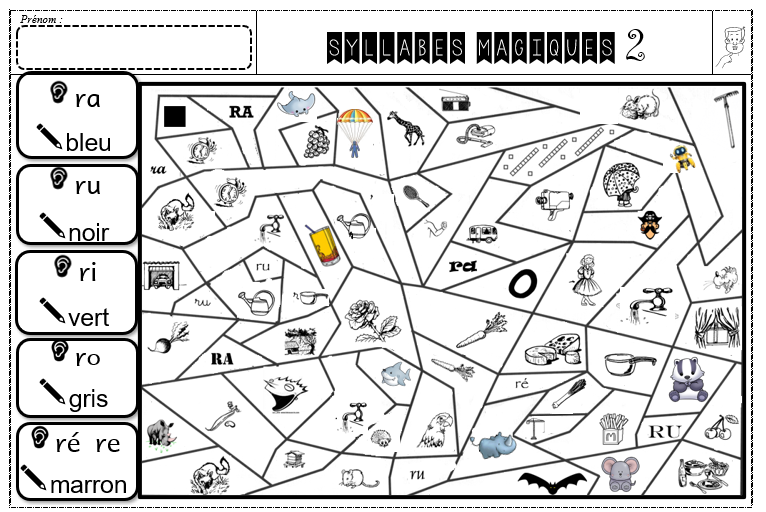 Prénom :
SYLLABES MAGIQUES 2
ra
bleu
ru
noir
ri
vert
ro
gris
ré re
marron
RA
ra
ra
ru
ru
r
RA
O
ré
RU
ru